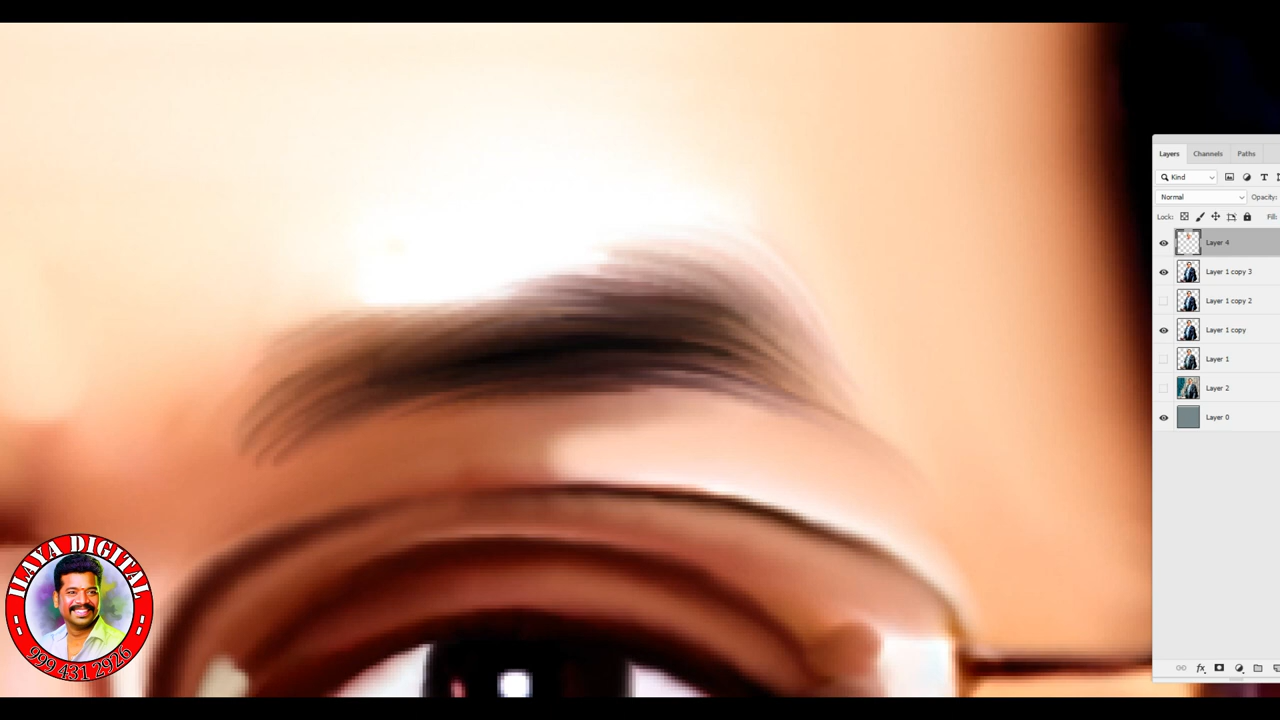 Layers Channels Paths
Kind
Normal Opacity:
Lock: Fill:
Layer 4
Layer 1 copy 3
Layer 1 copy 2
Layer 1 copy
Layer 1
Layer 2
Layer 0
fx
ILAYA DIGITAL
999 431 2926